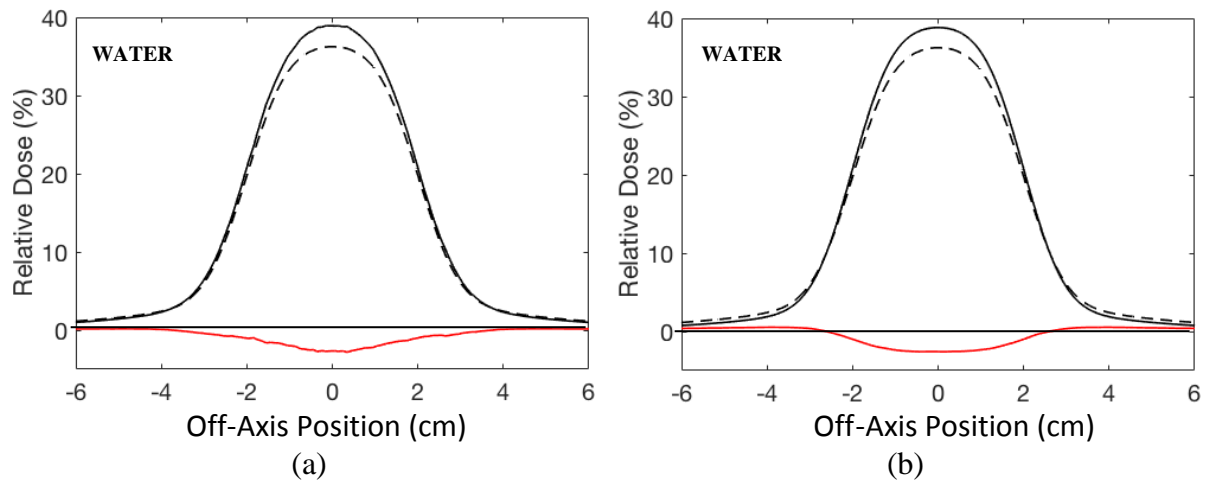 WATER
Relative Dose (%)
40
30
20
10
0
-6 -4 -2 0 2 4 6
Off-Axis Position (cm)
(a)
WATER
Relative Dose (%)
40
30
20
10
0
-6 -4 -2 0 2 4 6
Off-Axis Position (cm)
(b)